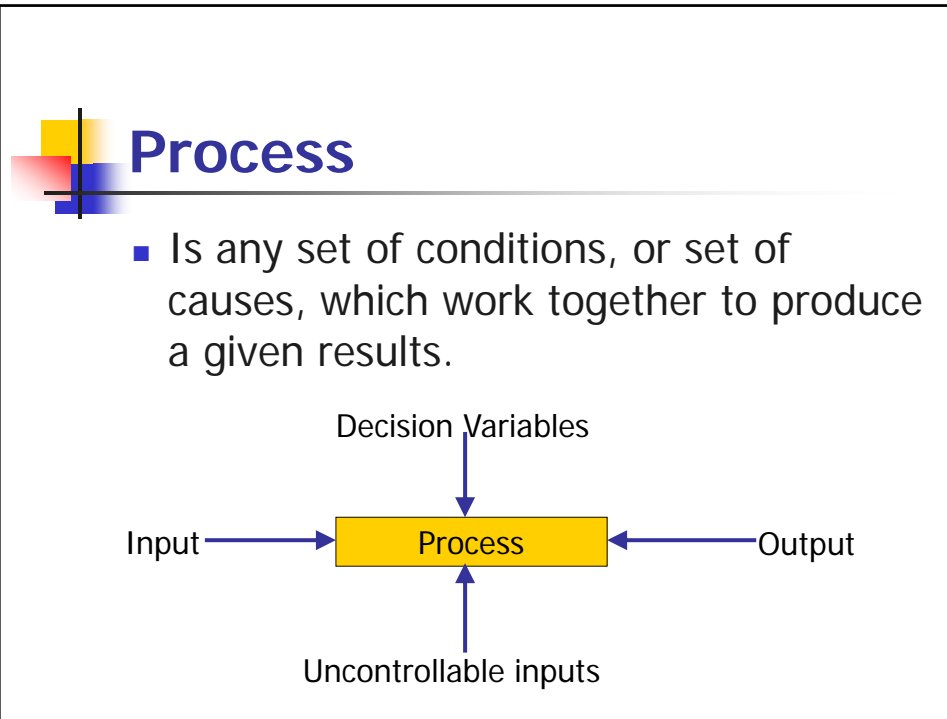 Process
Is any set of conditions, or set of
causes, which work together to produce
a given results.
Decision Variables
Input
Process
Output
Uncontrollable inputs